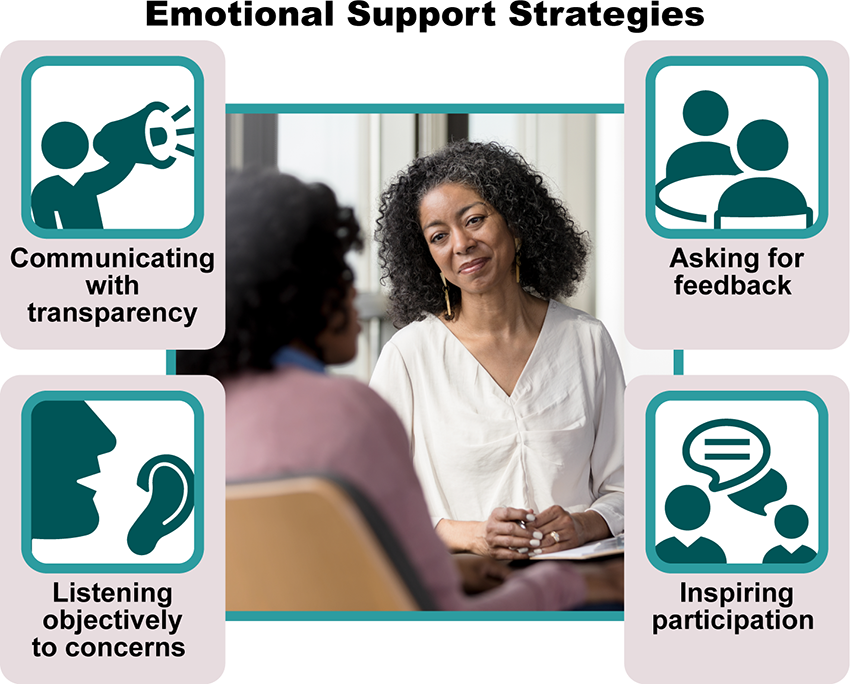 Emotional Support Strategies
Communicating
with
transparency
Asking for
feedback
Listening
objectively
to concerns
Inspiring
participation